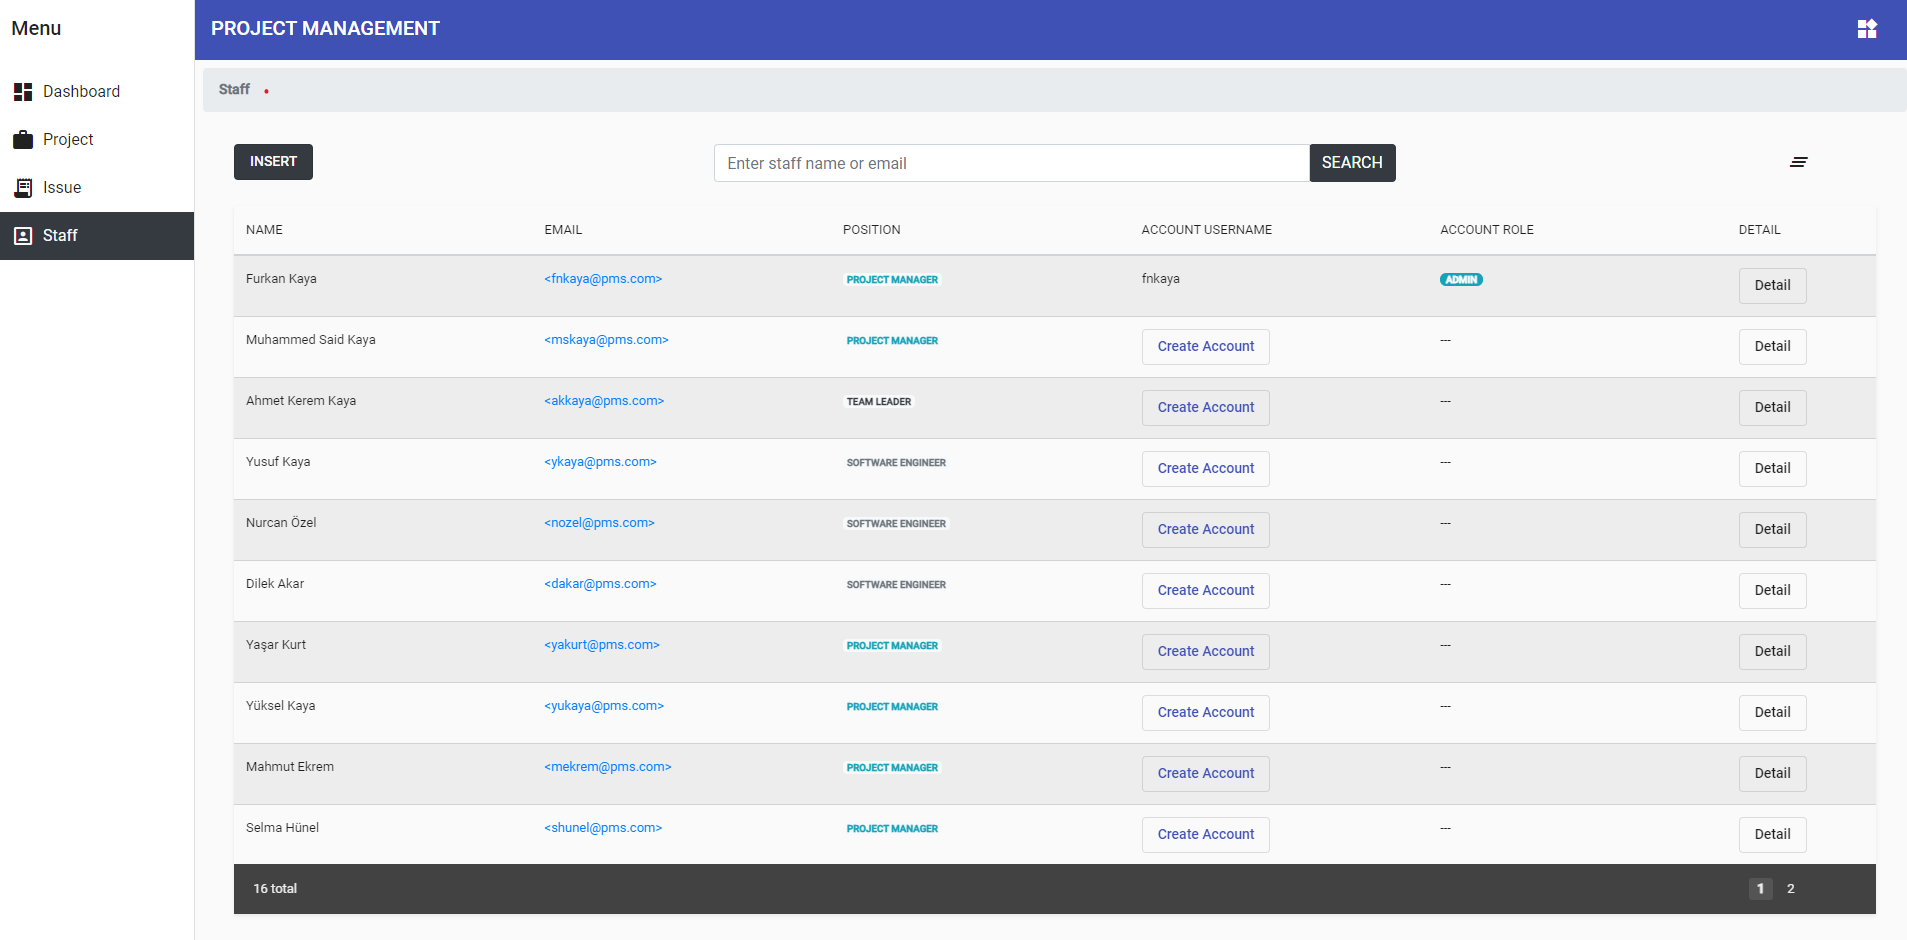 Menu
PROJECT MANAGEMENT
Dashboard
Project
Issue
Staff
Staff
INSERT
Enter staff name or email
SEARCH
NAME EMAIL POSITION ACCOUNT USERNAME ACCOUNT ROLE DETAIL
Furkan Kaya <fnkaya@pms.com> PROJECT MANAGER fnkaya ADMIN Detail
Muhammed Said Kaya <mskaya@pms.com> PROJECT MANAGER Create Account --- Detail
Ahmet Kerem Kaya <akkaya@pms.com> TEAM LEADER Create Account --- Detail
Yusuf Kaya <ykaya@pms.com> SOFTWARE ENGINEER Create Account --- Detail
Nurcan Özel <nozel@pms.com> SOFTWARE ENGINEER Create Account --- Detail
Dilek Akar <dakar@pms.com> SOFTWARE ENGINEER Create Account --- Detail
Yaşar Kurt <yakurt@pms.com> PROJECT MANAGER Create Account --- Detail
Yüksel Kaya <yukaya@pms.com> PROJECT MANAGER Create Account --- Detail
Mahmut Ekrem <mekrem@pms.com> PROJECT MANAGER Create Account --- Detail
Selma Hünel <shunel@pms.com> PROJECT MANAGER Create Account --- Detail
16 total 1 2